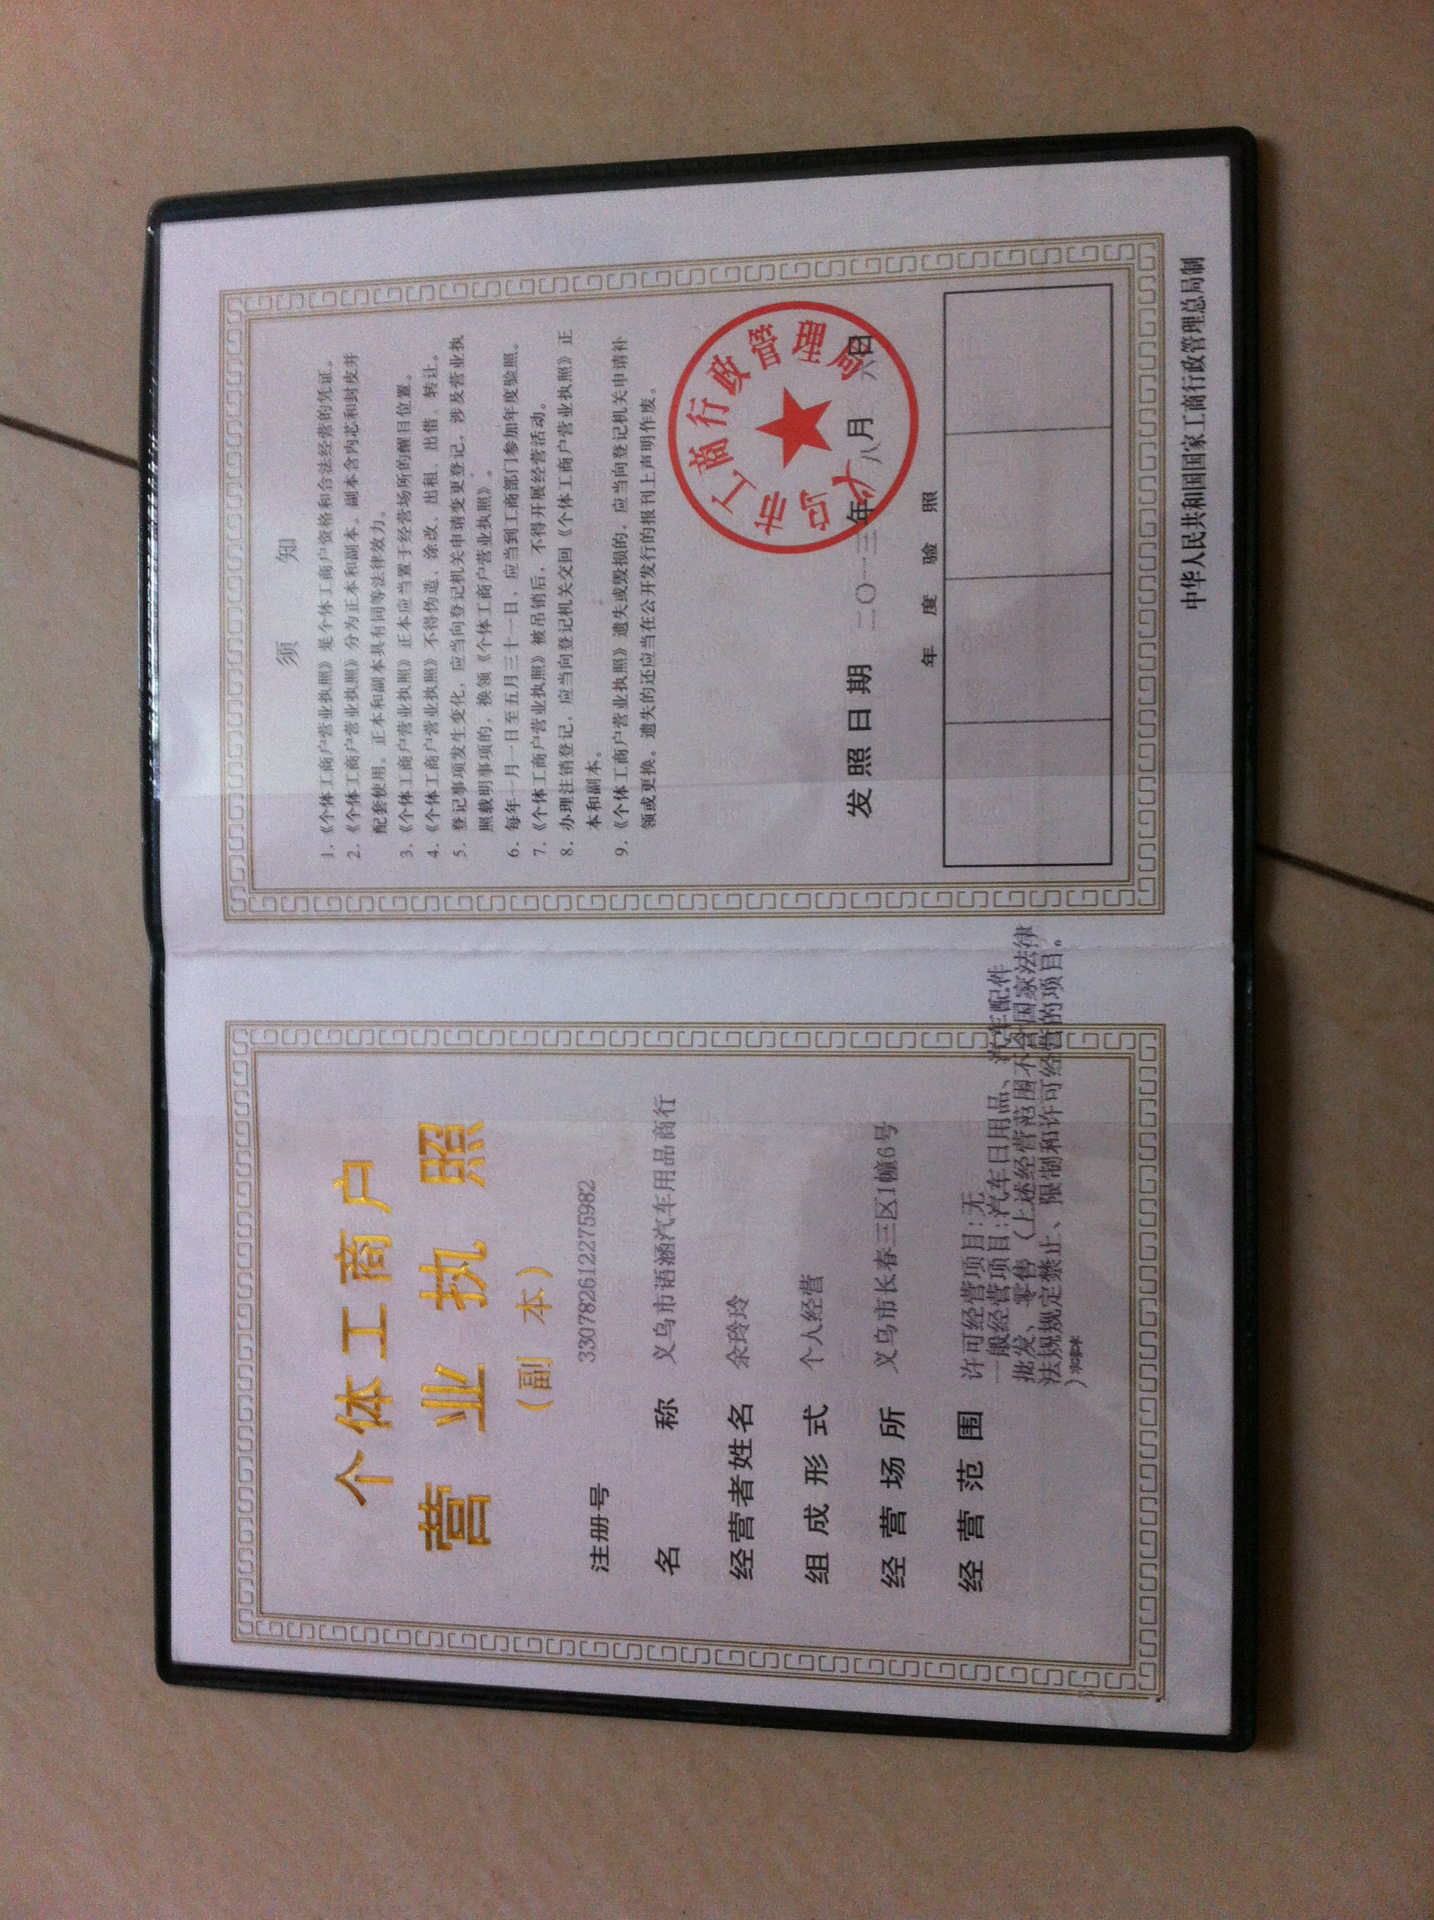 个体工商户
营业执照
(副 本)
注册号 330782612275982
名 称 义乌市语涵汽车用品商行
经营者姓名 余玲玲
组成形式 个人经营
经营场所 义乌市长春三区1幢6号
经营范围 许可经营项目:无
一般经营项目:汽车日用品、汽车配件
批发、零售(上述经营范围不含国家法律
法规规定禁止、限制和许可经营的项目。
)***
须 知
1.《个体工商户营业执照》是个体工商户资格和合法经营的凭证。
2.《个体工商户营业执照》分为正本和副本。副本含内芯和封皮并
配套使用。正本和副本具有同等法律效力。
3.《个体工商户营业执照》正本应当置于经营场所的醒目位置。
4.《个体工商户营业执照》不得伪造、涂改、出租、出借、转让。
5. 登记事项发生变化,应当向登记机关申请变更登记,涉及营业执
照载明事项的,换领《个体工商户营业执照》。
6. 每年一月一日至五月三十一日,应当到工商部门参加年度验照。
7.《个体工商户营业执照》被吊销后,不得开展经营活动。
8. 办理注销登记,应当向登记机关交回《个体工商户营业执照》正
本和副本。
9.《个体工商户营业执照》遗失或毁损的,应当向登记机关申请补
领或更换。遗失的还应当在公开发行的报刊上声明作废。
义乌市工商行政管理局
发照日期 二〇一三年 八月 六日
年 度 验 照
中华人民共和国国家工商行政管理总局制